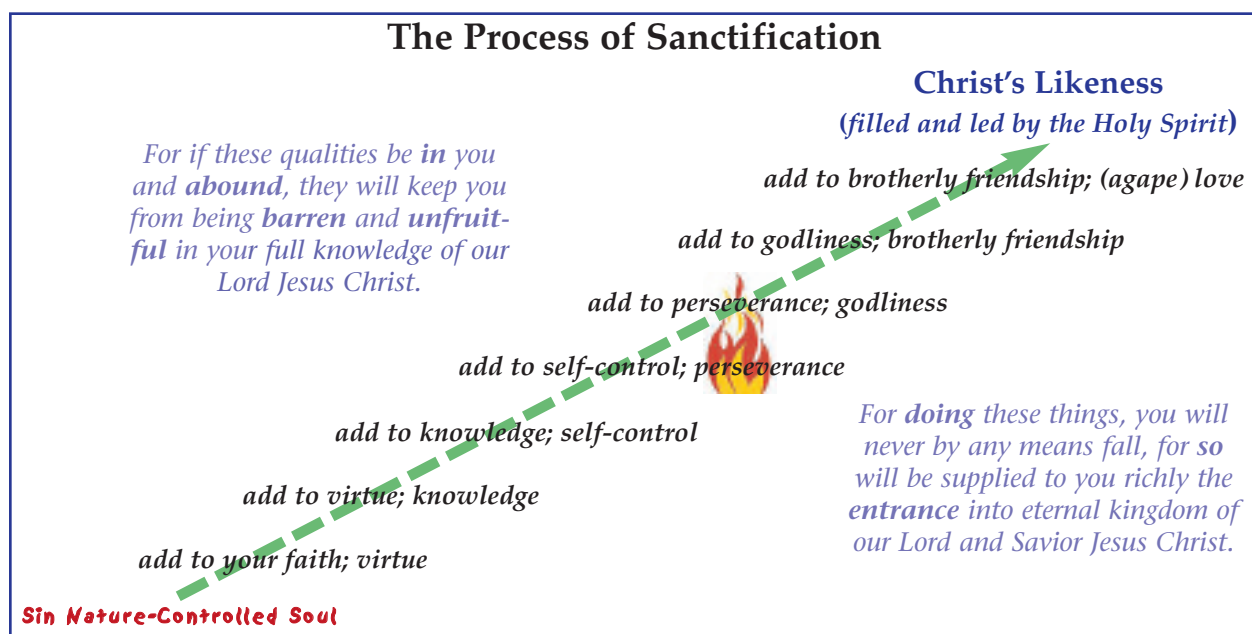 The Process of Sanctification
Christ's Likeness
(filled and led by the Holy Spirit)
For if these qualities be in you
and abound, they will keep you
from being barren and unfruit-
ful in your full knowledge of our
Lord Jesus Christ.
add to brotherly friendship; (agape) love
add to godliness; brotherly friendship
add to perseverance; godliness
add to self-control; perseverance
add to knowledge; self-control
add to virtue; knowledge
add to your faith; virtue
For doing these things, you will
never by any means fall, for so
will be supplied to you richly the
entrance into eternal kingdom of
our Lord and Savior Jesus Christ.
Sin Nature-Controlled Soul